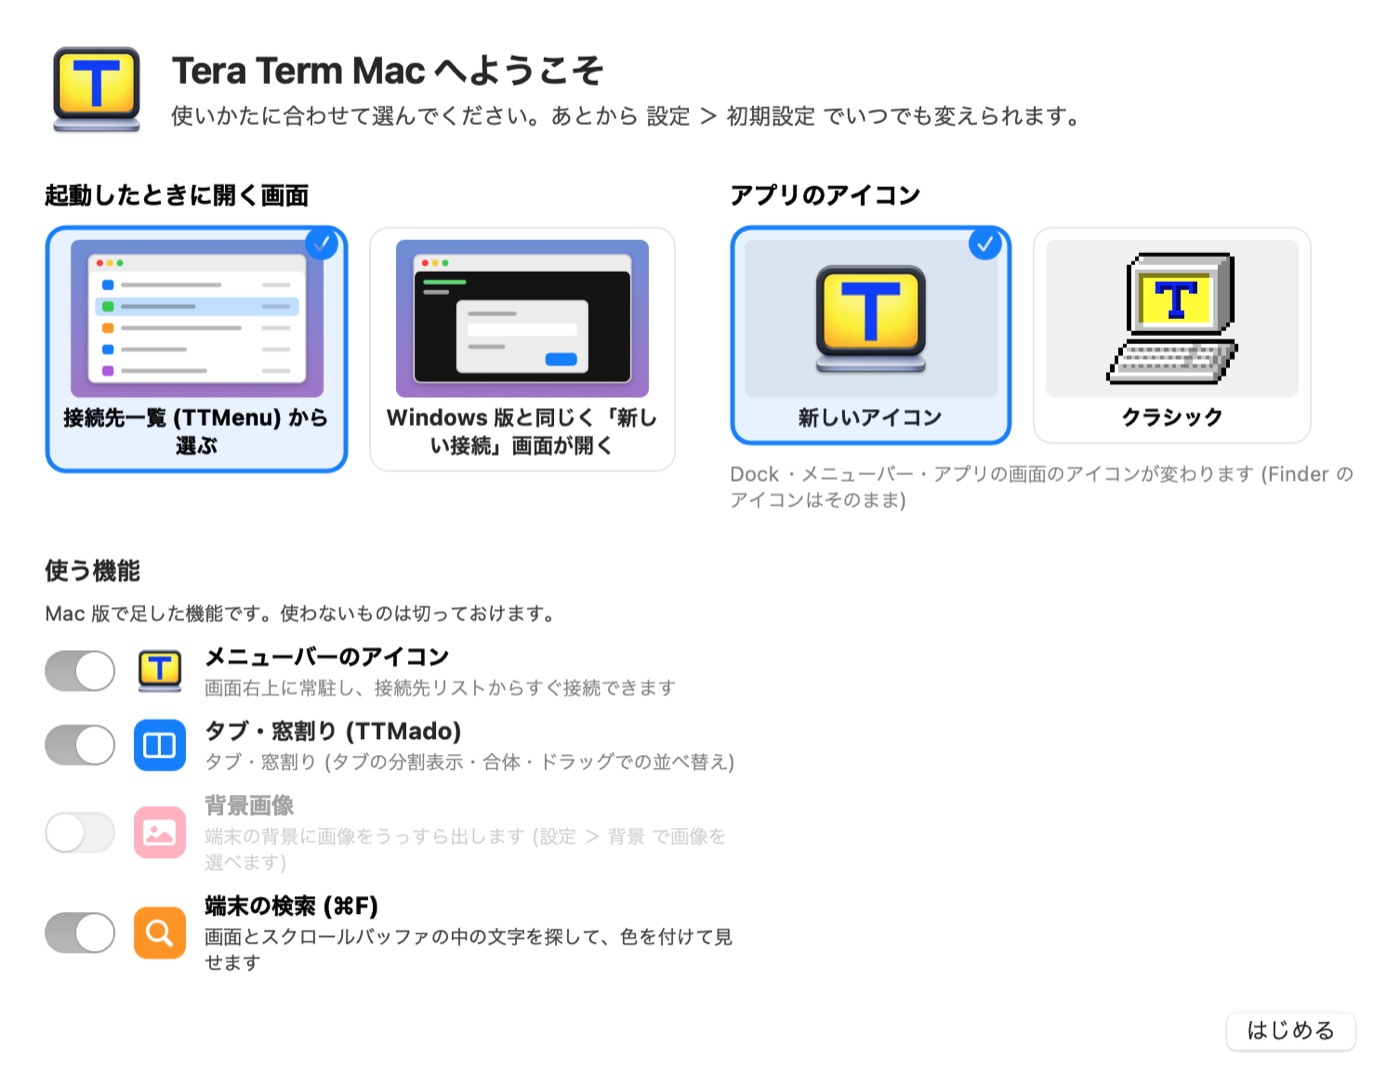 Tera Term Mac へようこそ
使いかたに合わせて選んでください。あとから 設定 ＞ 初期設定 でいつでも変えられます。
起動したときに開く画面
接続先一覧 (TTMenu) から
選ぶ
Windows 版と同じく「新し
い接続」画面が開く
アプリのアイコン
新しいアイコン
クラシック
Dock・メニューバー・アプリの画面のアイコンが変わります (Finder の
アイコンはそのまま)
使う機能
Mac 版で足した機能です。使わないものは切っておけます。
メニューバーのアイコン
画面右上に常駐し、接続先リストからすぐ接続できます
タブ・窓割り (TTMado)
タブ・窓割り (タブの分割表示・合体・ドラッグでの並べ替え)
背景画像
端末の背景に画像をうっすら出します (設定 ＞ 背景 で画像を
選べます)
端末の検索 (⌘F)
画面とスクロールバッファの中の文字を探して、色を付けて見
せます
はじめる